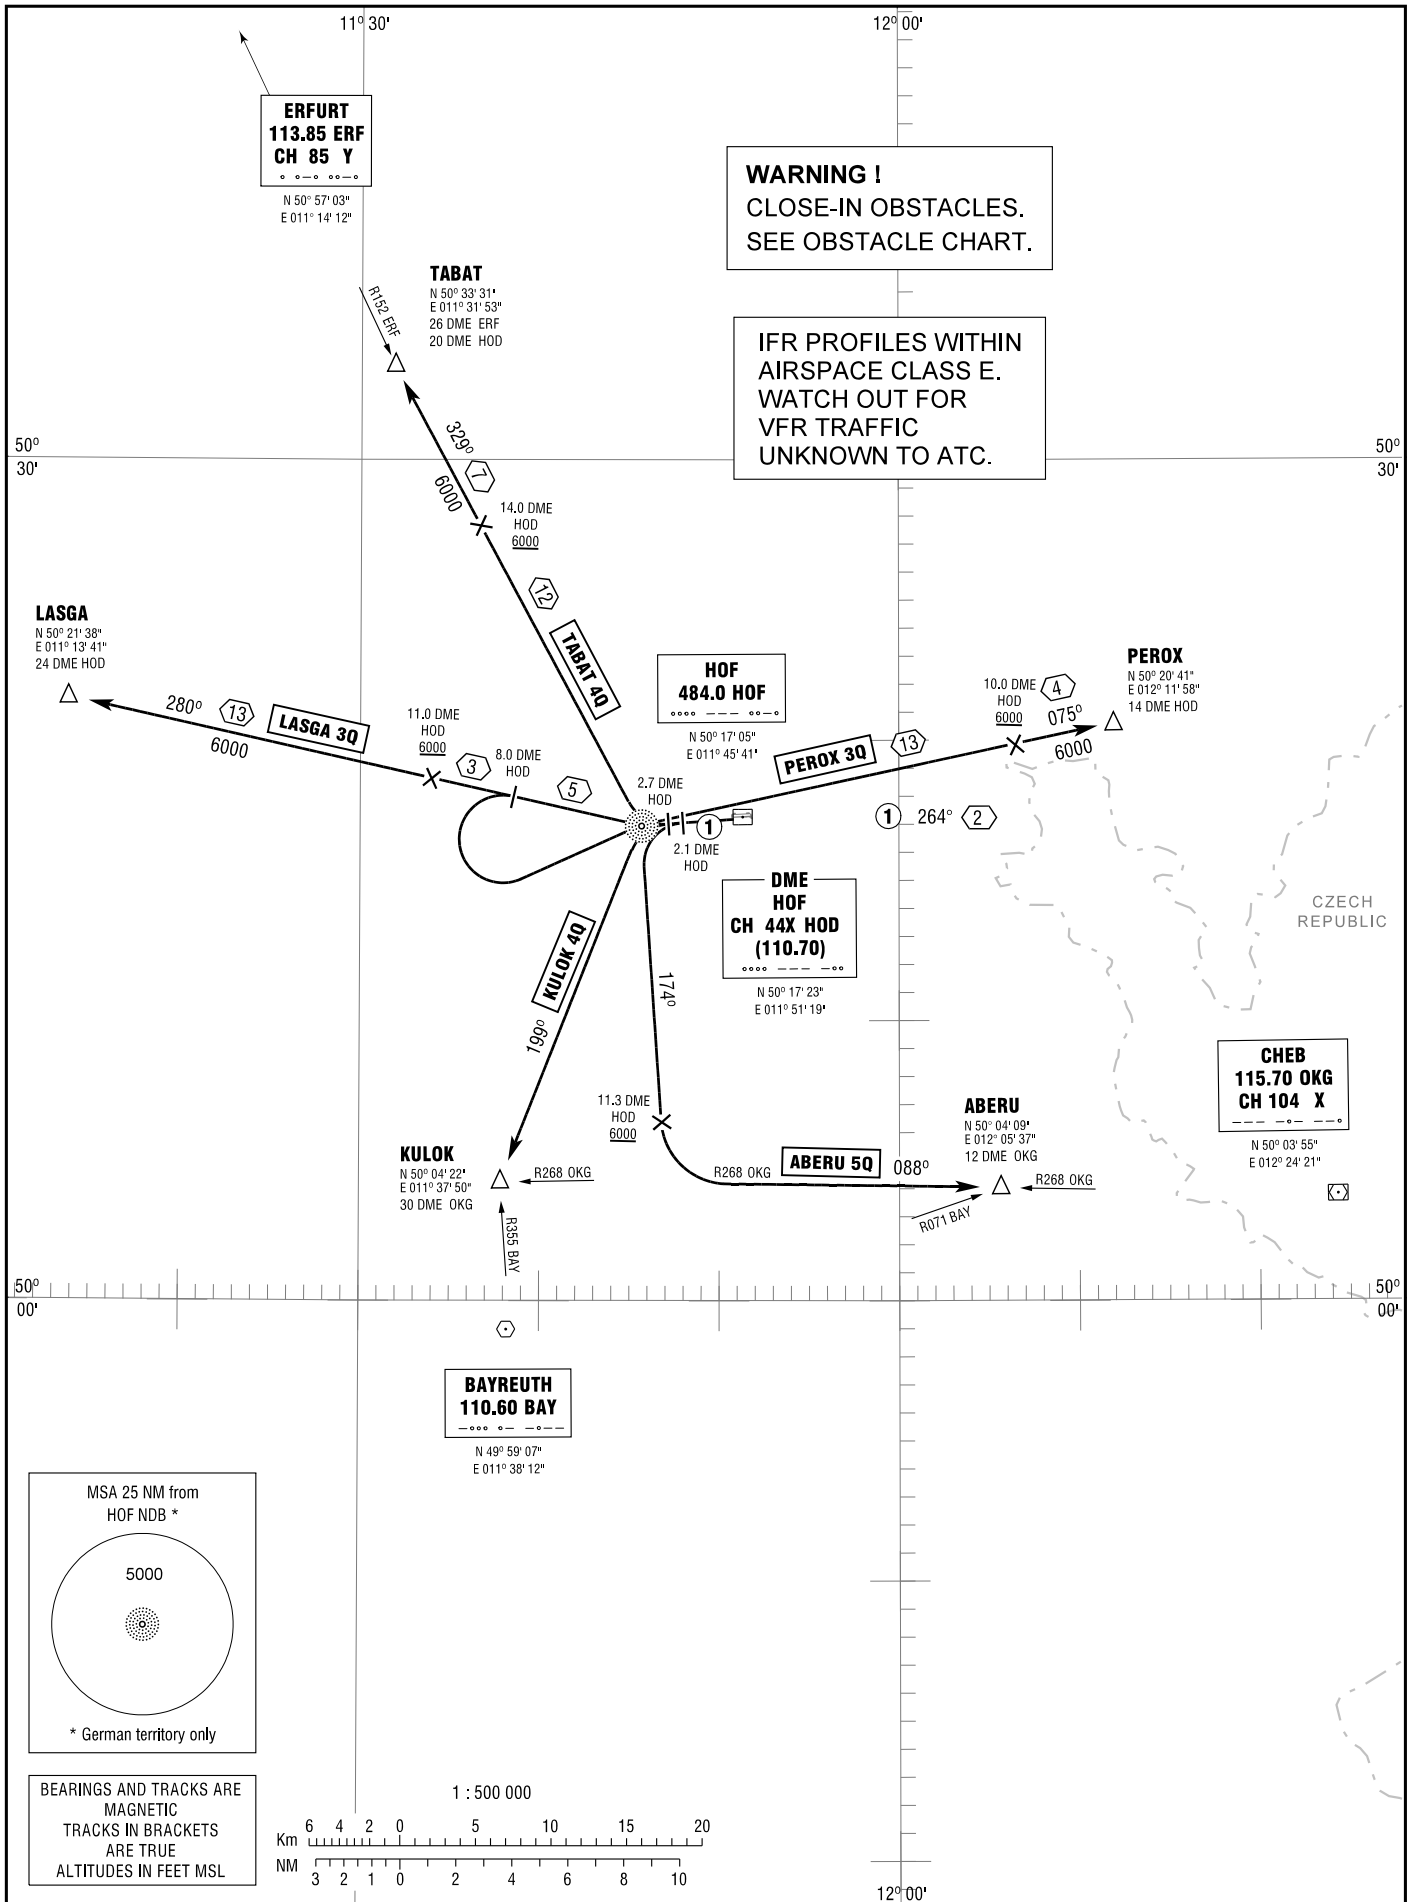 11° 30'
12° 00'
ERFURT
113.85 ERF
CH 85 Y
N 50° 57' 03"
E 011° 14' 12"
WARNING !
CLOSE-IN OBSTACLES.
SEE OBSTACLE CHART.
TABAT
N 50° 33' 31"
E 011° 31' 53"
26 DME ERF
20 DME HOD
R152 ERF
IFR PROFILES WITHIN
AIRSPACE CLASS E.
WATCH OUT FOR
VFR TRAFFIC
UNKNOWN TO ATC.
50°
30'
50°
30'
329°
7
6000
14.0 DME
HOD
6000
12
TABAT 4Q
LASGA
N 50° 21' 38"
E 011° 13' 41"
24 DME HOD
280°
13
LASGA 3Q
6000
11.0 DME
HOD
6000
3
8.0 DME
HOD
5
HOF
484.0 HOF
N 50° 17' 05"
E 011° 45' 41"
2.7 DME
HOD
PEROX
N 50° 20' 41"
E 012° 11' 58"
14 DME HOD
10.0 DME
HOD
6000
4
075°
6000
PEROX 3Q
13
1
2.1 DME
HOD
1 264° 2
DME
HOF
CH 44X HOD
(110.70)
N 50° 17' 23"
E 011° 51' 19"
CZECH
REPUBLIC
KULOK 4Q
199°
174°
11.3 DME
HOD
6000
CHEB
115.70 OKG
CH 104 X
N 50° 03' 55"
E 012° 24' 21"
ABERU
N 50° 04' 09"
E 012° 05' 37"
12 DME OKG
KULOK
N 50° 04' 22"
E 011° 37' 50"
30 DME OKG
R268 OKG
R355 BAY
R268 OKG
ABERU 5Q
088°
R268 OKG
R071 BAY
50°
00'
50°
00'
BAYREUTH
110.60 BAY
N 49° 59' 07"
E 011° 38' 12"
MSA 25 NM from
HOF NDB *
5000
* German territory only
BEARINGS AND TRACKS ARE
MAGNETIC
TRACKS IN BRACKETS
ARE TRUE
ALTITUDES IN FEET MSL
1 : 500 000
Km 6 4 2 0 5 10 15 20
NM 3 2 1 0 2 4 6 8 10
12° 00'